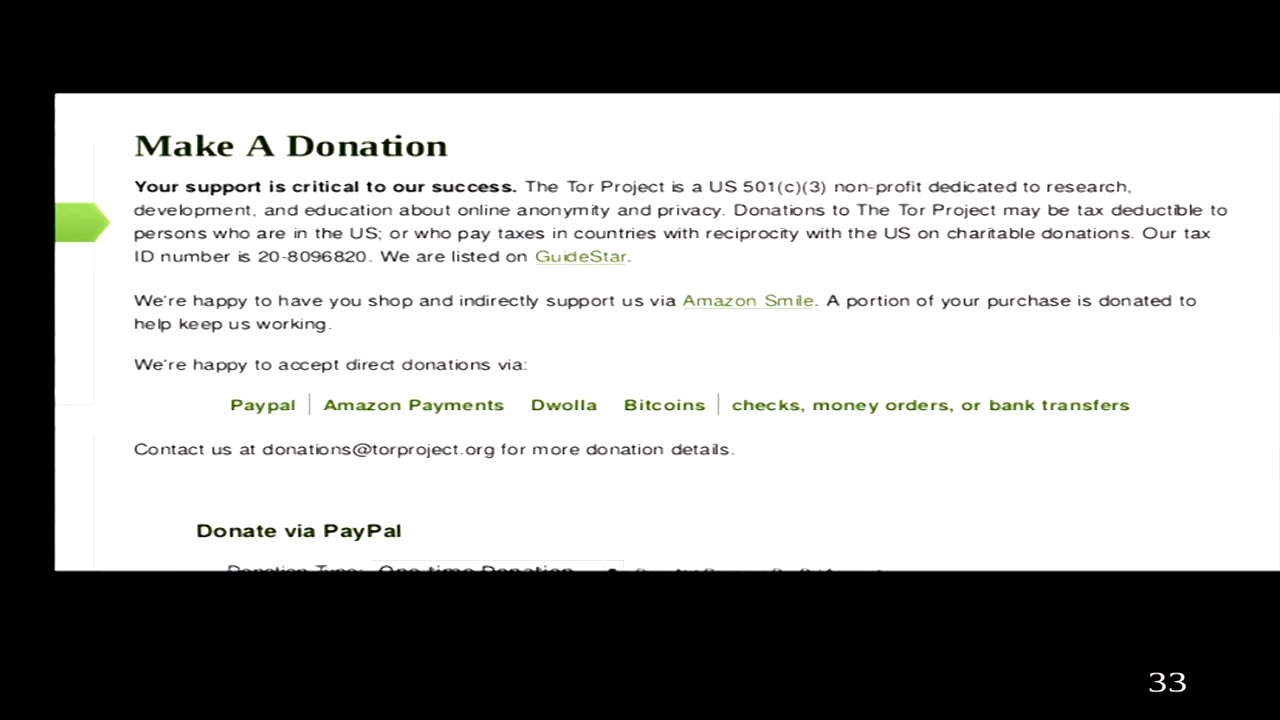 Make A Donation
Your support is critical to our success. The Tor Project is a US 501(c)(3) non-profit dedicated to research,
development, and education about online anonymity and privacy. Donations to The Tor Project may be tax deductible to
persons who are in the US; or who pay taxes in countries with reciprocity with the US on charitable donations. Our tax
ID number is 20-8096820. We are listed on GuideStar.
We're happy to have you shop and indirectly support us via Amazon Smile. A portion of your purchase is donated to
help keep us working.
We're happy to accept direct donations via:
Paypal | Amazon Payments Dwolla Bitcoins | checks, money orders, or bank transfers
Contact us at donations@torproject.org for more donation details.
Donate via PayPal
Donation Type: One-time Donation
33